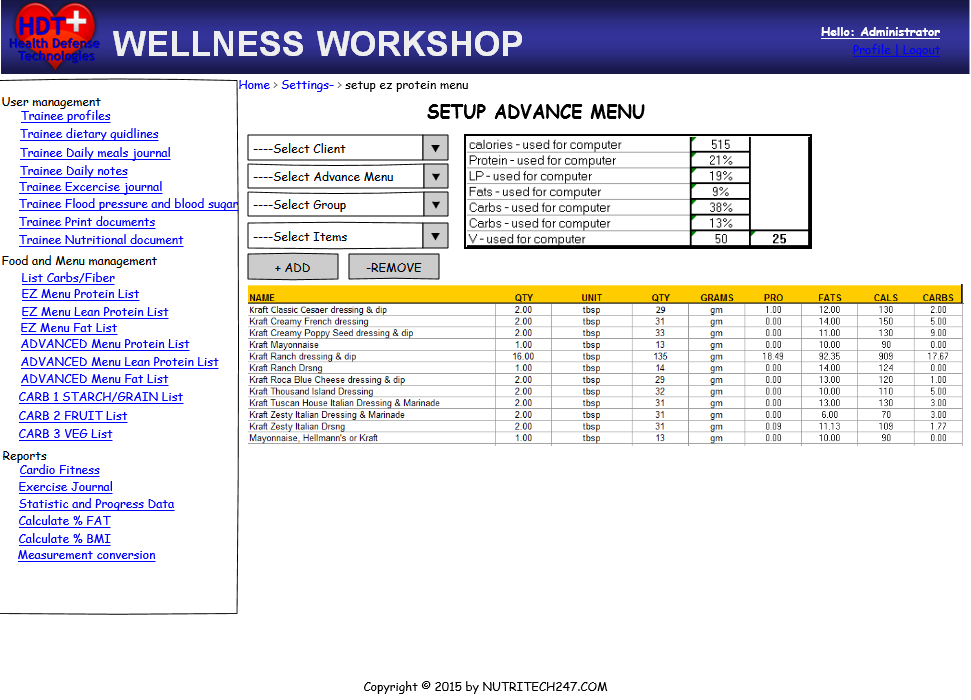 HDT+
Health Defense
Technologies
WELLNESS WORKSHOP
Hello: Administrator
Profile | Logout
Home > Settings- > setup ez protein menu
SETUP ADVANCE MENU
User management
Trainee profiles
Trainee dietary quidlines
Trainee Daily meals journal
Trainee Daily notes
Trainee Excercise journal
Trainee Flood pressure and blood sugar
Trainee Print documents
Trainee Nutritional document
Food and Menu management
List Carbs/Fiber
EZ Menu Protein List
EZ Menu Lean Protein List
EZ Menu Fat List
ADVANCED Menu Protein List
ADVANCED Menu Lean Protein List
ADVANCED Menu Fat List
CARB 1 STARCH/GRAIN List
CARB 2 FRUIT List
CARB 3 VEG List
Reports
Cardio Fitness
Exercise Journal
Statistic and Progress Data
Calculate % FAT
Calculate % BMI
Measurement conversion
----Select Client
----Select Advance Menu
----Select Group
----Select Items
+ ADD
-REMOVE
calories - used for computer 515
Protein - used for computer 21%
LP - used for computer 19%
Fats - used for computer 9%
Carbs - used for computer 38%
Carbs - used for computer 13%
V - used for computer 50 25
NAME QTY UNIT QTY GRAMS PRO FATS CALS CARBS
Kraft Classic Cesaer dressing & dip 2.00 tbsp 29 gm 1.00 12.00 130 2.00
Kraft Creamy French dressing 2.00 tbsp 31 gm 0.00 14.00 150 5.00
Kraft Creamy Poppy Seed dressing & dip 2.00 tbsp 33 gm 0.00 11.00 130 9.00
Kraft Mayonnaise 1.00 tbsp 13 gm 0.00 10.00 90 0.00
Kraft Ranch dressing & dip 16.00 tbsp 135 gm 18.49 92.35 909 17.67
Kraft Ranch Drsng 1.00 tbsp 14 gm 0.00 14.00 124 0.00
Kraft Roca Blue Cheese dressing & dip 2.00 tbsp 29 gm 0.00 13.00 120 1.00
Kraft Thousand Island Dressing 2.00 tbsp 32 gm 0.00 10.00 110 5.00
Kraft Tuscan House Italian Dressing & Marinade 2.00 tbsp 31 gm 0.00 13.00 130 3.00
Kraft Zesty Italian Dressing & Marinade 2.00 tbsp 31 gm 0.00 6.00 70 3.00
Kraft Zesty Italian Drsng 2.00 tbsp 31 gm 0.09 11.13 109 1.77
Mayonnaise, Hellmann's or Kraft 1.00 tbsp 13 gm 0.00 10.00 90 0.00
Copyright © 2015 by NUTRITECH247.COM